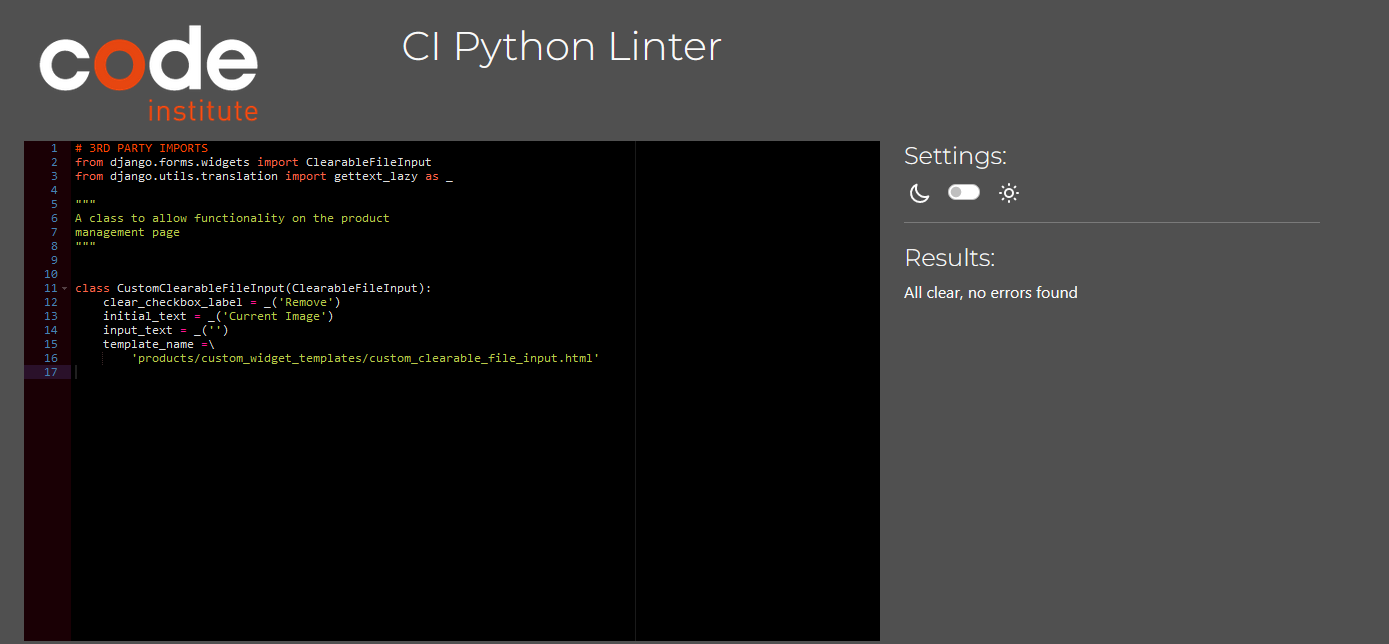 code
institute
CI Python Linter
1 # 3RD PARTY IMPORTS
2 from django.forms.widgets import ClearableFileInput
3 from django.utils.translation import gettext_lazy as _
4
5 """
6 A class to allow functionality on the product
7 management page
8 """
9
10
11 class CustomClearableFileInput(ClearableFileInput):
12     clear_checkbox_label = _('Remove')
13     initial_text = _('Current Image')
14     input_text = _('')
15     template_name =\
16         'products/custom_widget_templates/custom_clearable_file_input.html'
17
Settings:
Results:
All clear, no errors found